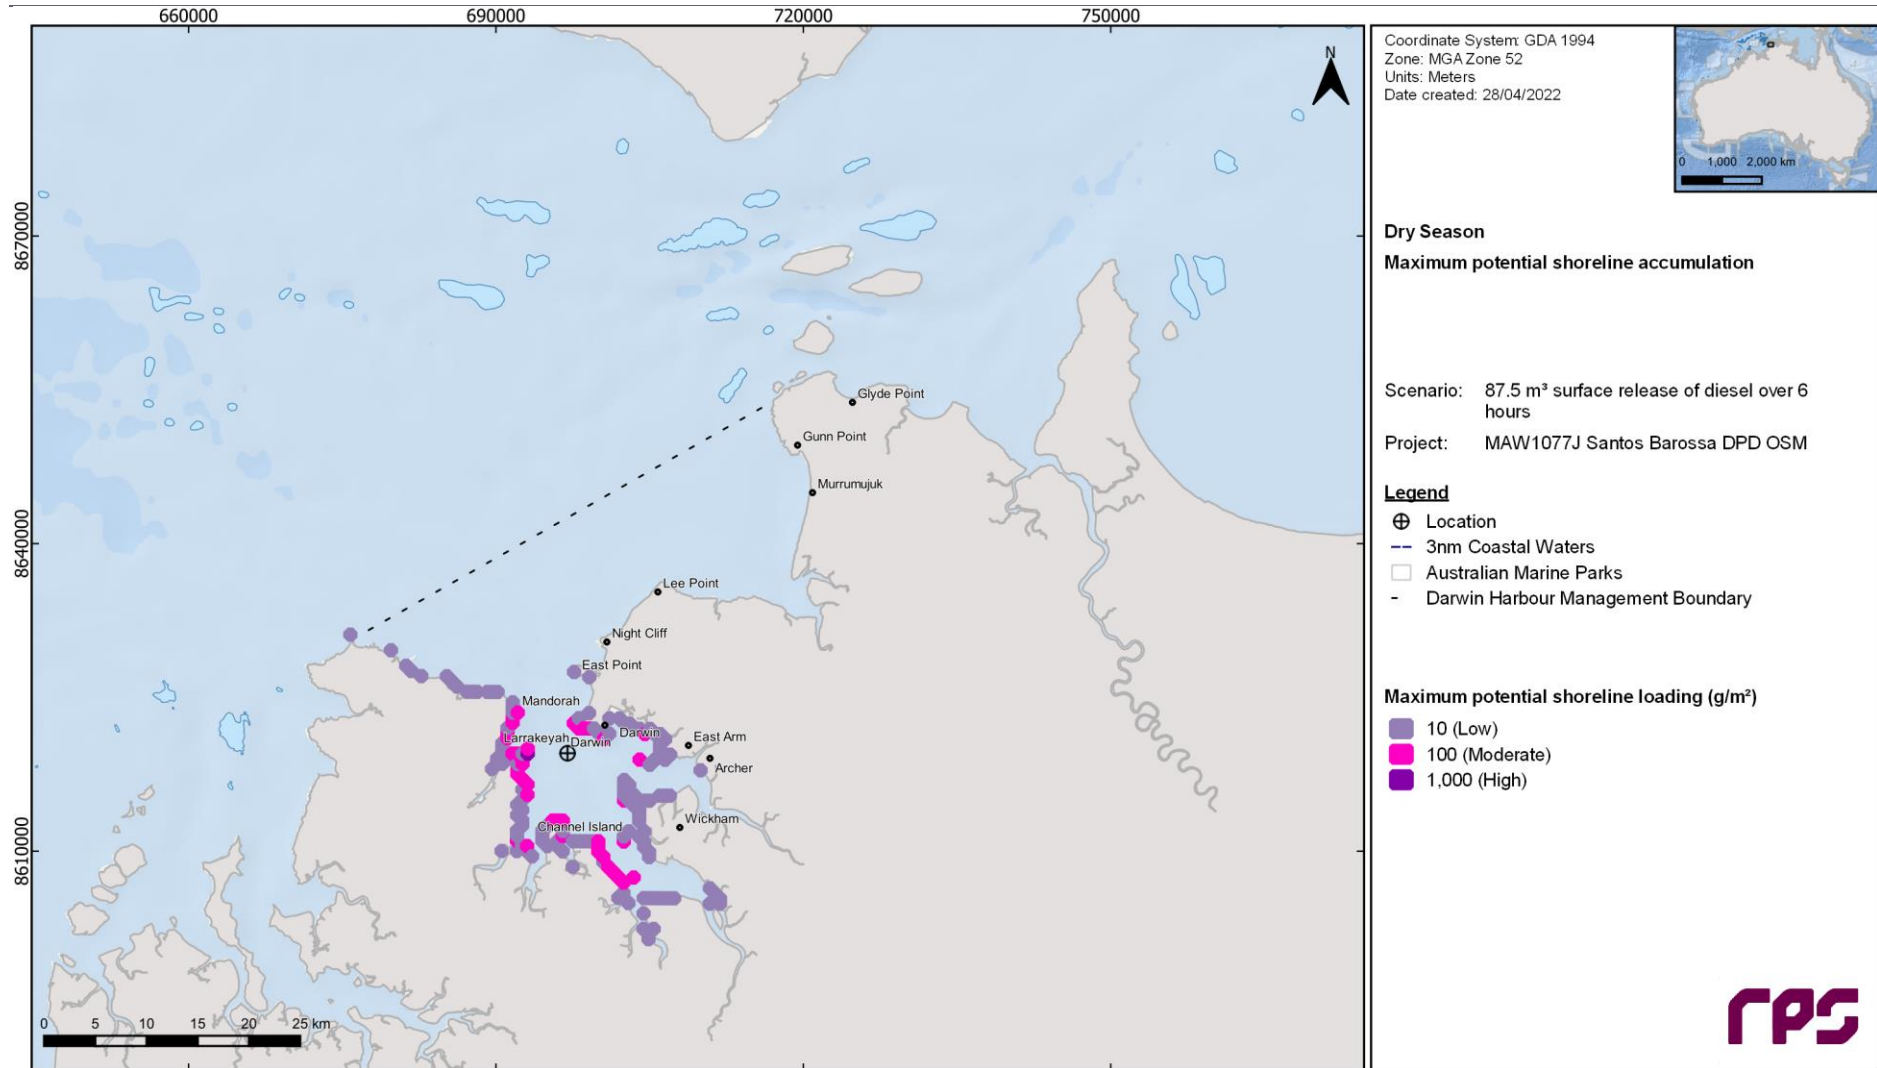 660000
690000
720000
750000
8670000
8640000
8610000
N
Glyde Point
Gunn Point
Murrumujuk
Lee Point
Night Cliff
East Point
Mandorah
Larrakeyah
Darwin
Darwin
East Arm
Archer
Channel Island
Wickham
0 5 10 15 20 25 km
Coordinate System: GDA 1994
Zone: MGA Zone 52
Units: Meters
Date created: 28/04/2022
0 1,000 2,000 km
Dry Season
Maximum potential shoreline accumulation
Scenario: 87.5 m³ surface release of diesel over 6
hours
Project: MAW1077J Santos Barossa DPD OSM
Legend
Location
3nm Coastal Waters
Australian Marine Parks
Darwin Harbour Management Boundary
Maximum potential shoreline loading (g/m²)
10 (Low)
100 (Moderate)
1,000 (High)
rps